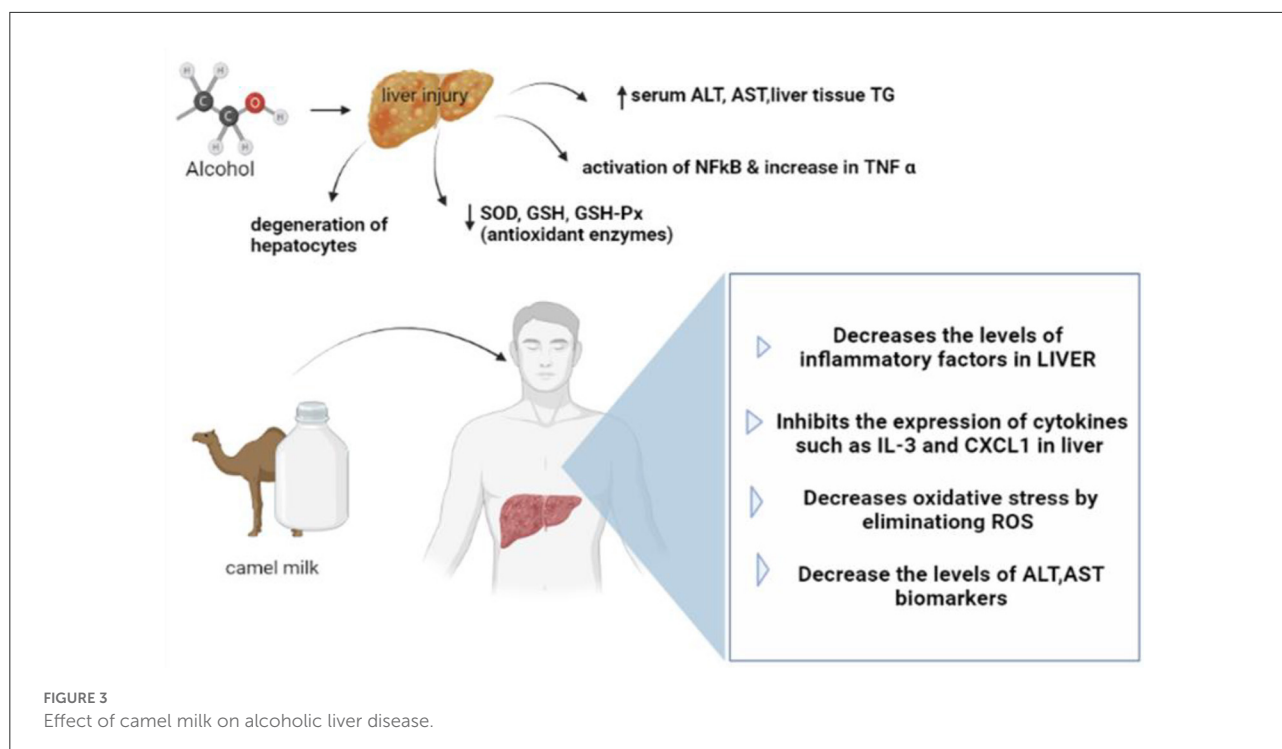 H
H
C
O
C
H
H
H
Alcohol
liver injury
↑ serum ALT, AST,liver tissue TG
activation of NFkB & increase in TNF α
↓ SOD, GSH, GSH-Px
(antioxidant enzymes)
degeneration of
hepatocytes
camel milk
Decreases the levels of
inflammatory factors in LIVER
Inhibits the expression of cytokines
such as IL-3 and CXCL1 in liver
Decreases oxidative stress by
eliminationg ROS
Decrease the levels of ALT,AST
biomarkers
FIGURE 3
Effect of camel milk on alcoholic liver disease.